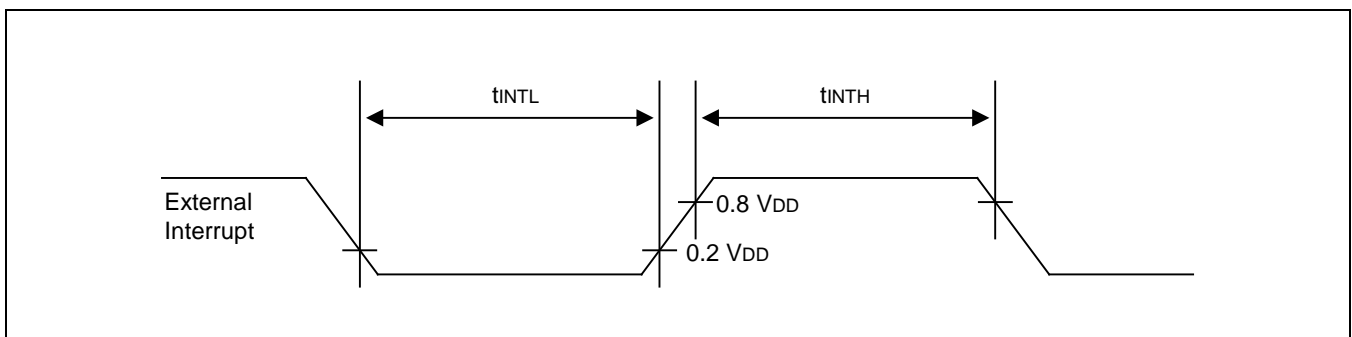 tINTL
tINTH
External
Interrupt
0.8 VDD
0.2 VDD